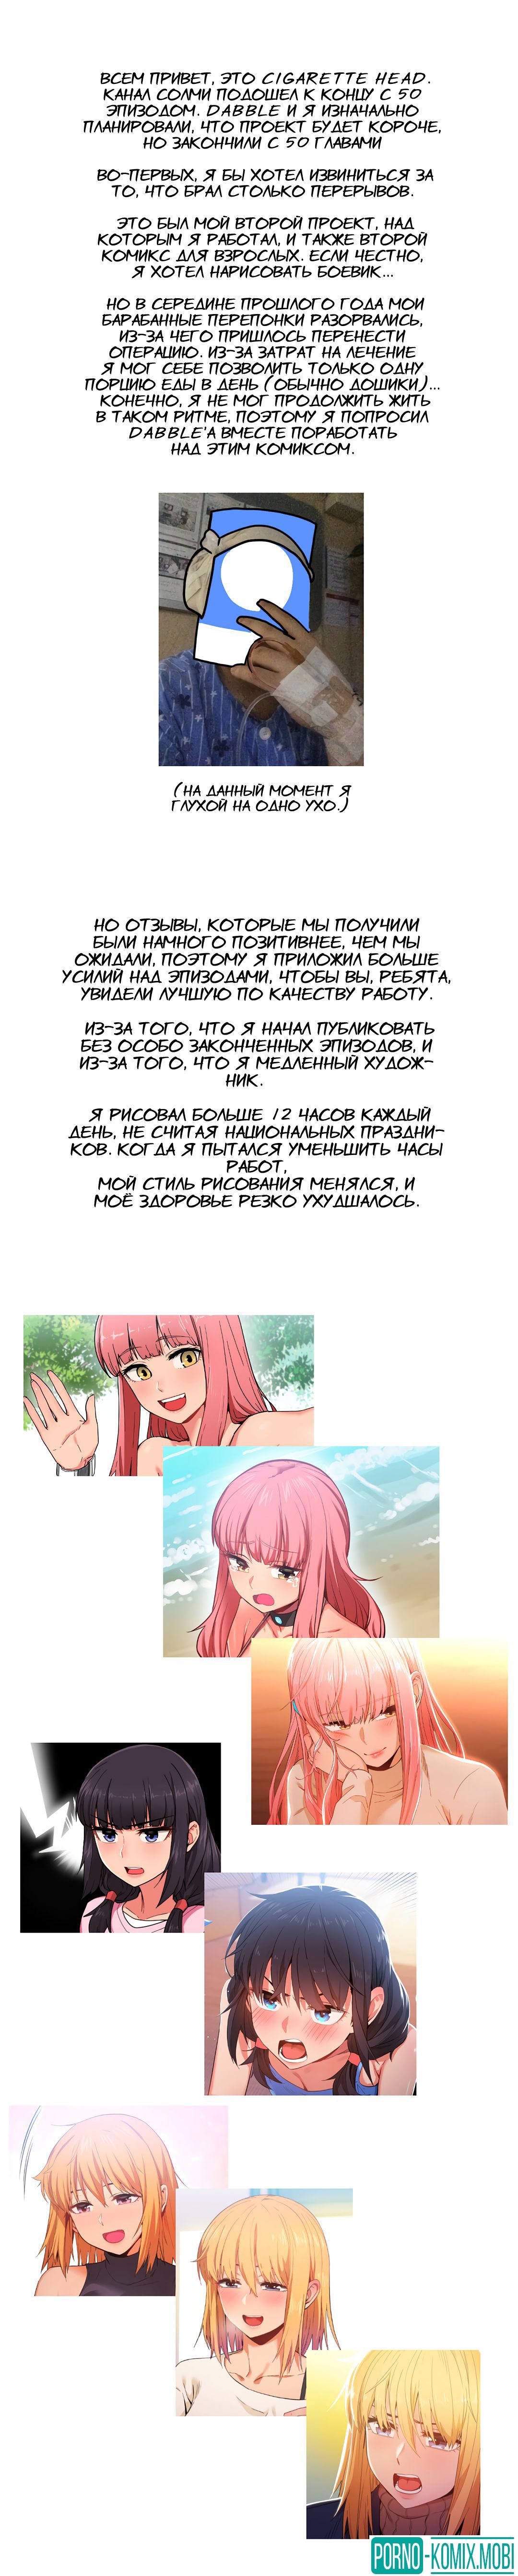 ВСЕМ ПРИВЕТ, ЭТО CIGARETTE HEAD.
КАНАЛ СОЛМИ ПОДОШЕЛ К КОНЦУ С 50
ЭПИЗОДОМ. DABBLE И Я ИЗНАЧАЛЬНО
ПЛАНИРОВАЛИ, ЧТО ПРОЕКТ БУДЕТ КОРОЧЕ,
НО ЗАКОНЧИЛИ С 50 ГЛАВАМИ
ВО-ПЕРВЫХ, Я БЫ ХОТЕЛ ИЗВИНИТЬСЯ ЗА
ТО, ЧТО БРАЛ СТОЛЬКО ПЕРЕРЫВОВ.
ЭТО БЫЛ МОЙ ВТОРОЙ ПРОЕКТ, НАД
КОТОРЫМ Я РАБОТАЛ, И ТАКЖЕ ВТОРОЙ
КОМИКС ДЛЯ ВЗРОСЛЫХ. ЕСЛИ ЧЕСТНО,
Я ХОТЕЛ НАРИСОВАТЬ БОЕВИК...
НО В СЕРЕДИНЕ ПРОШЛОГО ГОДА МОИ
БАРАБАННЫЕ ПЕРЕПОНКИ РАЗОРВАЛИСЬ,
ИЗ-ЗА ЧЕГО ПРИШЛОСЬ ПЕРЕНЕСТИ
ОПЕРАЦИЮ. ИЗ-ЗА ЗАТРАТ НА ЛЕЧЕНИЕ
Я МОГ СЕБЕ ПОЗВОЛИТЬ ТОЛЬКО ОДНУ
ПОРЦИЮ ЕДЫ В ДЕНЬ (ОБЫЧНО ДОШИКИ)...
КОНЕЧНО, Я НЕ МОГ ПРОДОЛЖИТЬ ЖИТЬ
В ТАКОМ РИТМЕ, ПОЭТОМУ Я ПОПРОСИЛ
DABBLE'А ВМЕСТЕ ПОРАБОТАТЬ
НАД ЭТИМ КОМИКСОМ.
(НА ДАННЫЙ МОМЕНТ Я
ГЛУХОЙ НА ОДНО УХО.)
НО ОТЗЫВЫ, КОТОРЫЕ МЫ ПОЛУЧИЛИ
БЫЛИ НАМНОГО ПОЗИТИВНЕЕ, ЧЕМ МЫ
ОЖИДАЛИ, ПОЭТОМУ Я ПРИЛОЖИЛ БОЛЬШЕ
УСИЛИЙ НАД ЭПИЗОДАМИ, ЧТОБЫ ВЫ, РЕБЯТА,
УВИДЕЛИ ЛУЧШУЮ ПО КАЧЕСТВУ РАБОТУ.
ИЗ-ЗА ТОГО, ЧТО Я НАЧАЛ ПУБЛИКОВАТЬ
БЕЗ ОСОБО ЗАКОНЧЕННЫХ ЭПИЗОДОВ, И
ИЗ-ЗА ТОГО, ЧТО Я МЕДЛЕННЫЙ ХУДОЖ-
НИК.
Я РИСОВАЛ БОЛЬШЕ 12 ЧАСОВ КАЖДЫЙ
ДЕНЬ, НЕ СЧИТАЯ НАЦИОНАЛЬНЫХ ПРАЗДНИ-
КОВ. КОГДА Я ПЫТАЛСЯ УМЕНЬШИТЬ ЧАСЫ
РАБОТ,
МОЙ СТИЛЬ РИСОВАНИЯ МЕНЯЛСЯ, И
МОЁ ЗДОРОВЬЕ РЕЗКО УХУДШАЛОСЬ.
PORNO-KOMIX.MOBI